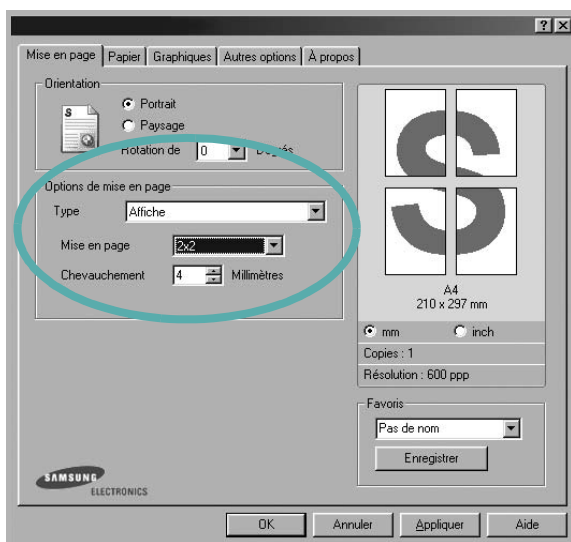 ? X
Mise en page Papier Graphiques Autres options À propos
Orientation
S
Portrait
Paysage
Rotation de 0 Degrés
Options de mise en page
Type Affiche
Mise en page 2x2
Chevauchement 4 Millimètres
S
A4
210 x 297 mm
mm inch
Copies : 1
Résolution : 600 ppp
Favoris
Pas de nom
Enregistrer
SAMSUNG
ELECTRONICS
OK Annuler Appliquer Aide